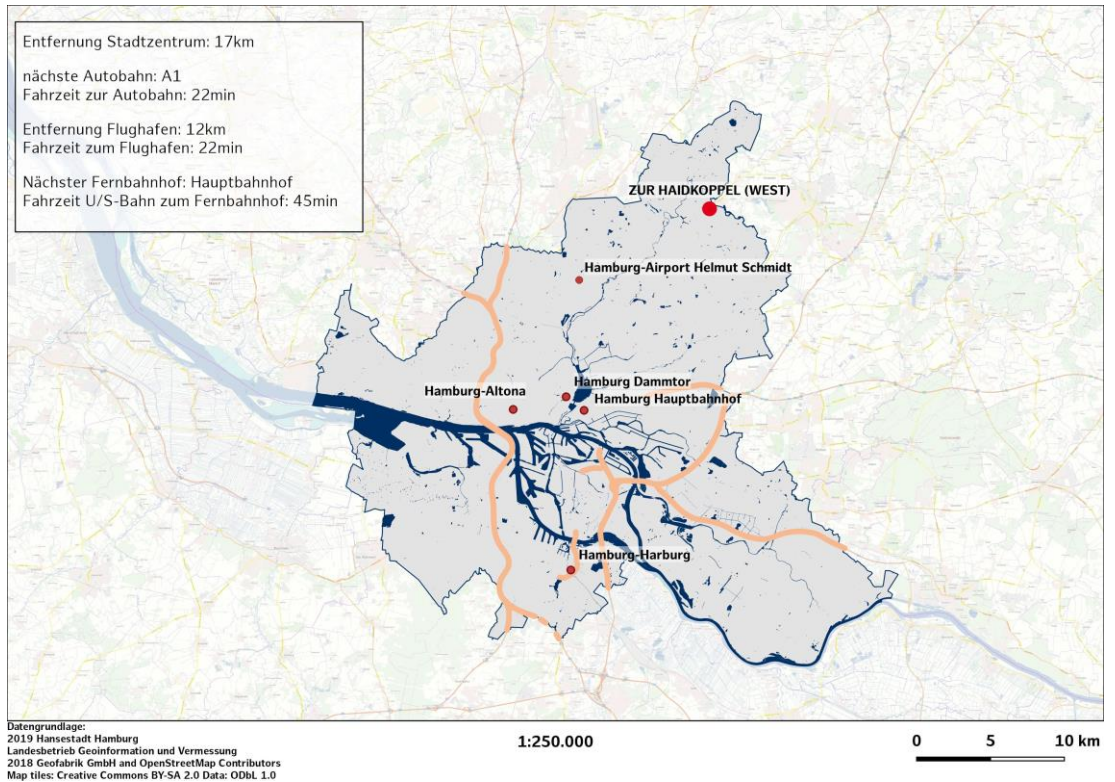 Entfernung Stadtzentrum: 17km
nächste Autobahn: A1
Fahrzeit zur Autobahn: 22min
Entfernung Flughafen: 12km
Fahrzeit zum Flughafen: 22min
Nächster Fernbahnhof: Hauptbahnhof
Fahrzeit U/S-Bahn zum Fernbahnhof: 45min
ZUR HAIDKOPPEL (WEST)
Hamburg-Airport Helmut Schmidt
Hamburg Dammtor
Hamburg-Altona
Hamburg Hauptbahnhof
Hamburg-Harburg
Datengrundlage:
2019 Hansestadt Hamburg
Landesbetrieb Geoinformation und Vermessung
2018 Geofabrik GmbH and OpenStreetMap Contributors
Map tiles: Creative Commons BY-SA 2.0 Data: ODbL 1.0
1:250.000
0 5 10 km